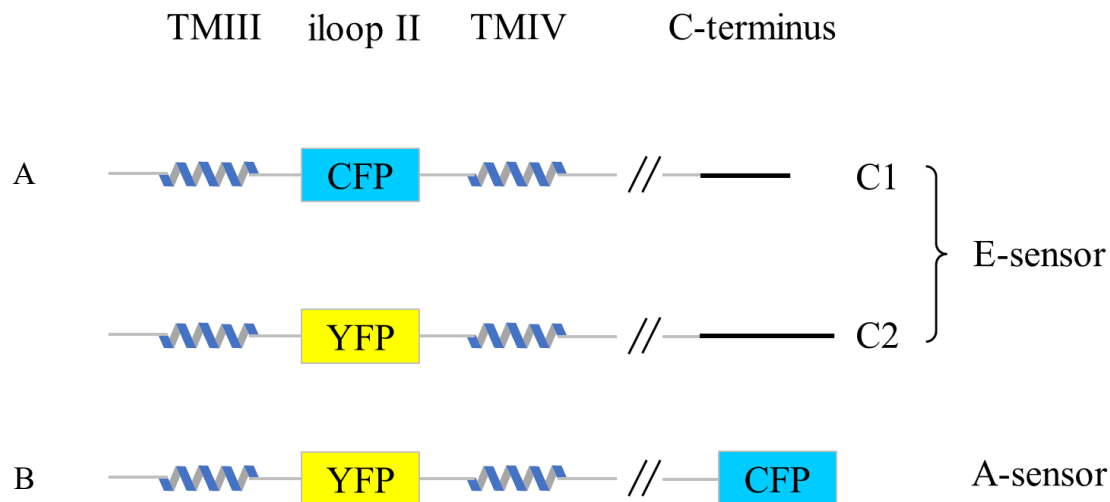 TMIII iloop II TMIV C-terminus
A CFP C1
E-sensor
YFP C2
B YFP CFP A-sensor